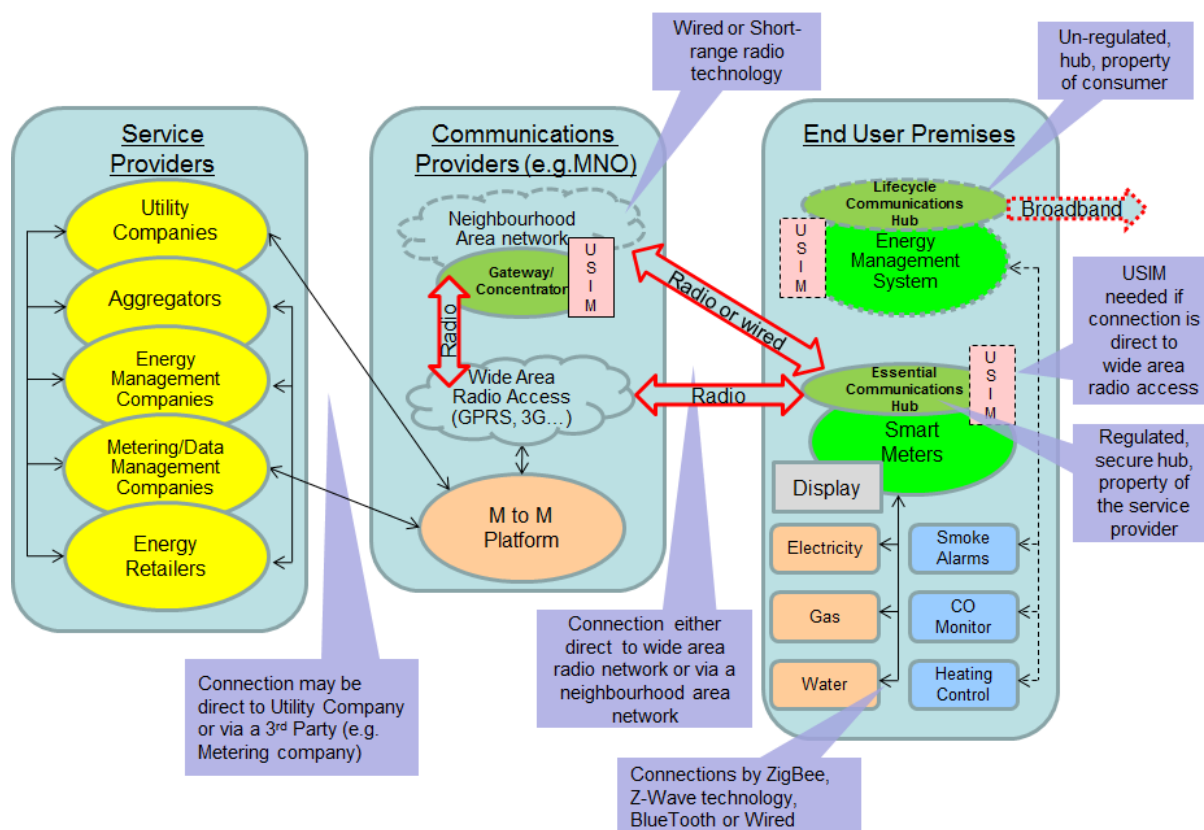 Wired or Short-
range radio
technology
Un-regulated,
hub, property
of consumer
Service
Providers
Utility
Companies
Aggregators
Energy
Management
Companies
Metering/Data
Management
Companies
Energy
Retailers
Connection may be
direct to Utility Company
or via a 3rd Party (e.g.
Metering company)
Communications
Providers (e.g.MNO)
Neighbourhood
Area network
Gateway/
Concentrator
U
S
I
M
Radio
Wide Area
Radio Access
(GPRS, 3G...)
M to M
Platform
Radio or wired
Radio
Connection either
direct to wide area
radio network or via a
neighbourhood area
network
End User Premises
Lifecycle
Communications
Hub
Broadband
U
S
I
M
Energy
Management
System
Essential
Communications
Hub
U
S
I
M
Smart
Meters
Display
Electricity
Smoke
Alarms
Gas
CO
Monitor
Water
Heating
Control
USIM
needed if
connection is
direct to
wide area
radio access
Regulated,
secure hub,
property of
the service
provider
Connections by ZigBee,
Z-Wave technology,
BlueTooth or Wired